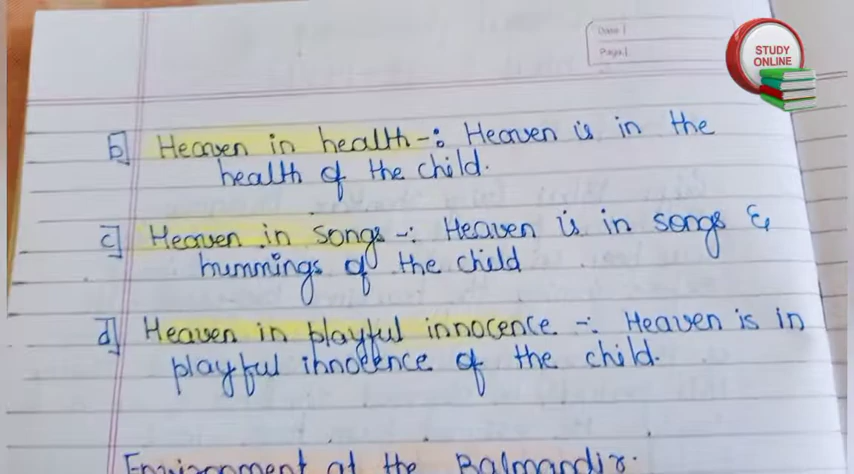 Date |
Page |
STUDY
ONLINE
b] Heaven in health -: Heaven is in the
health of the child.
c] Heaven in songs -: Heaven is in songs &
hummings of the child
d] Heaven in playful innocence -: Heaven is in
playful innocence of the child.
Environment at the Balmandir.